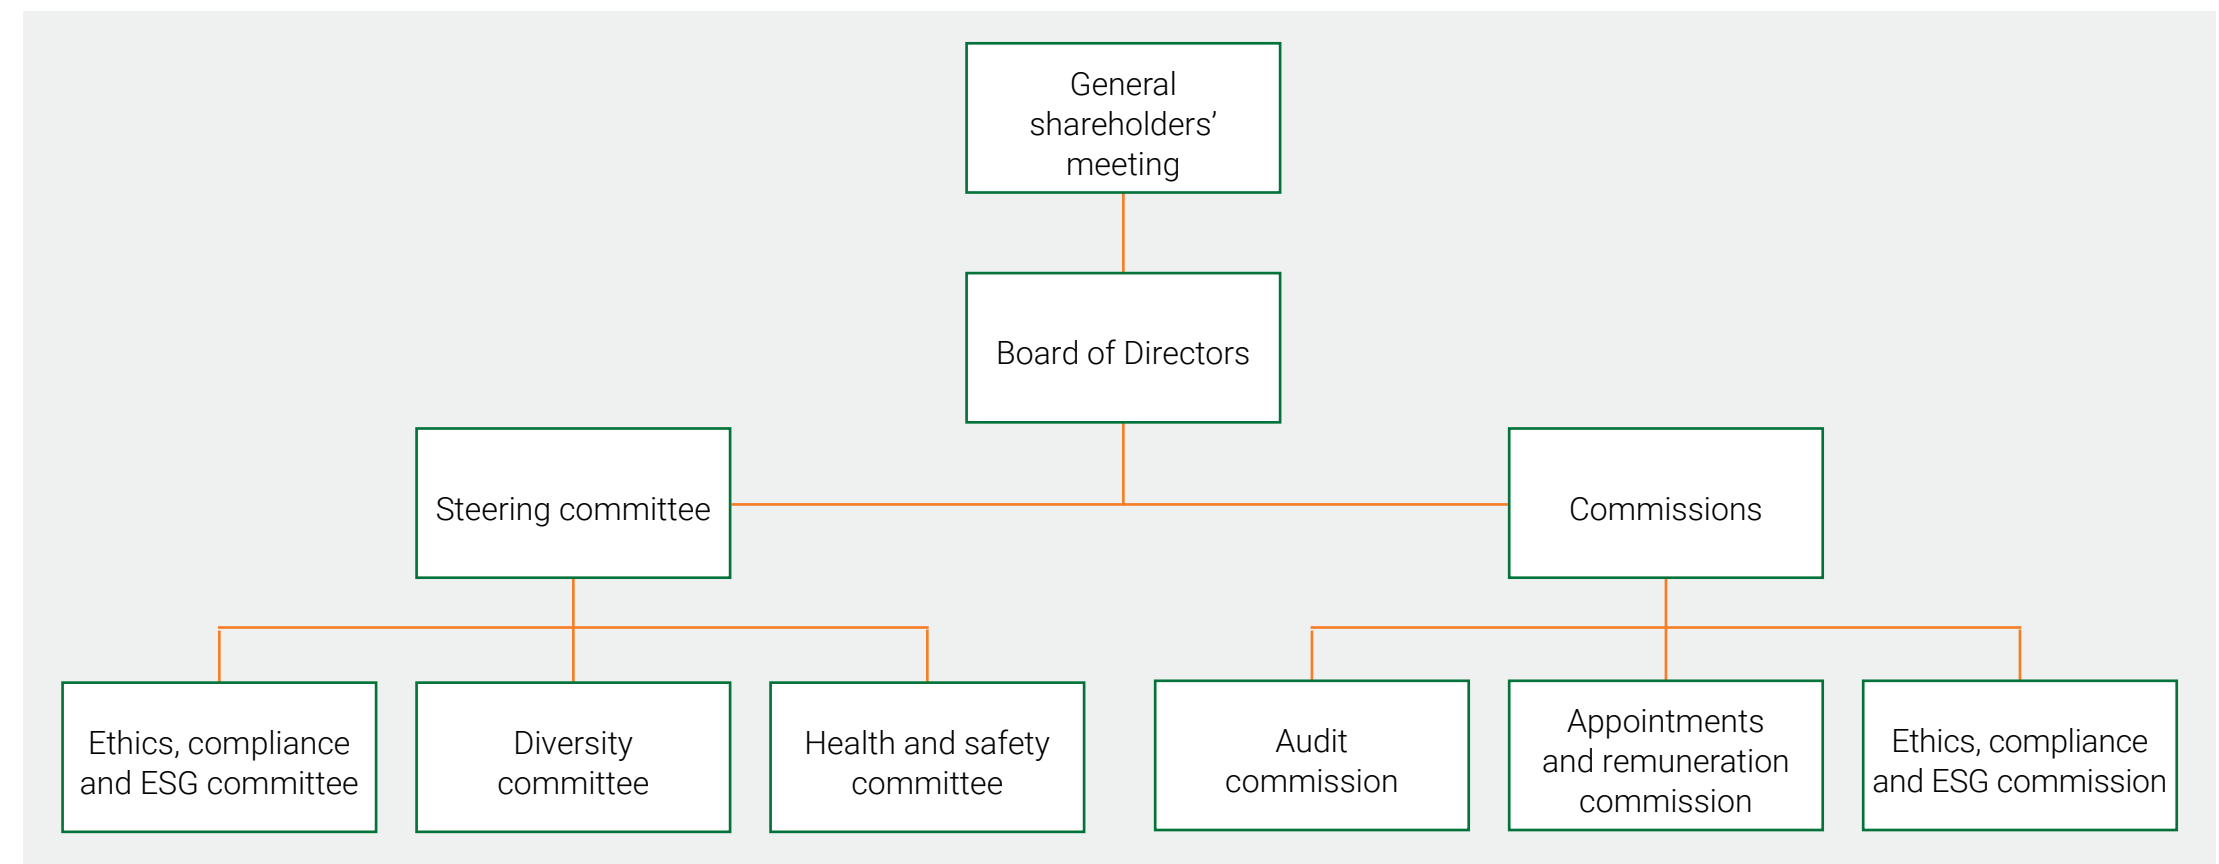 General
shareholders’
meeting
Board of Directors
Steering committee
Commissions
Ethics, compliance
and ESG committee
Diversity
committee
Health and safety
committee
Audit
commission
Appointments
and remuneration
commission
Ethics, compliance
and ESG commission